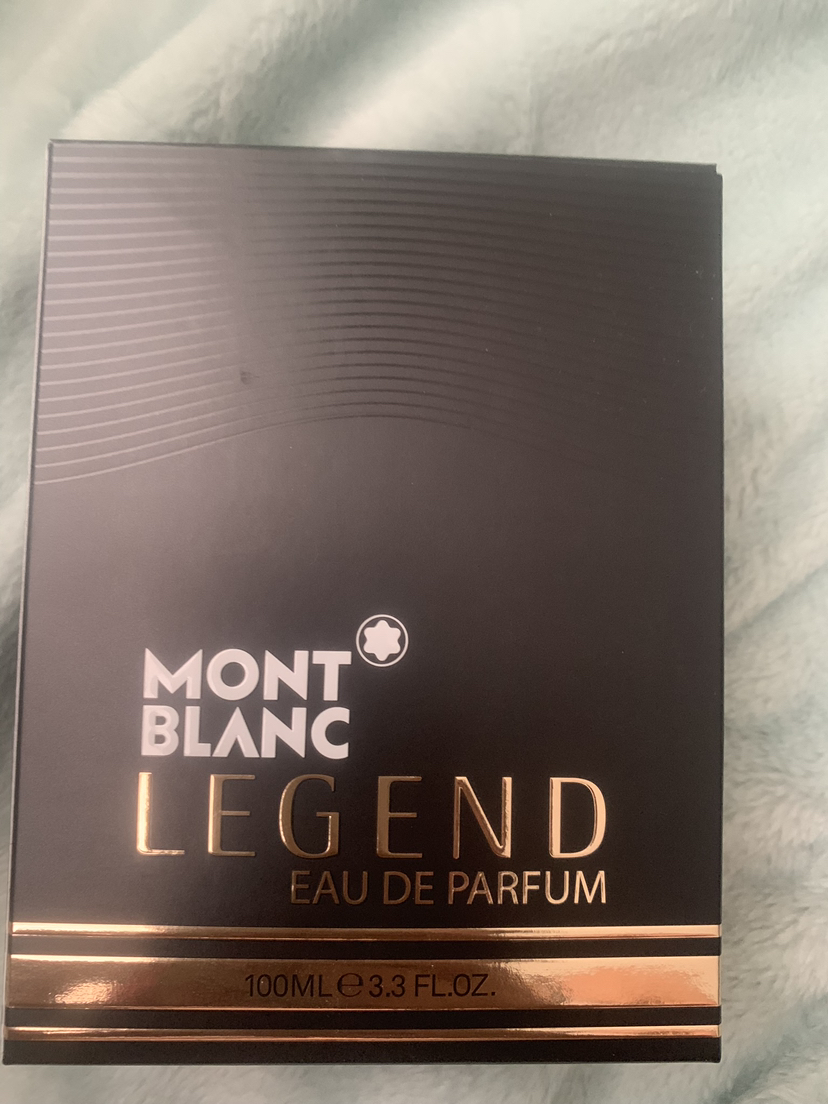 MONT
BLANC
LEGEND
EAU DE PARFUM
100ML ℮ 3.3 FL.OZ.